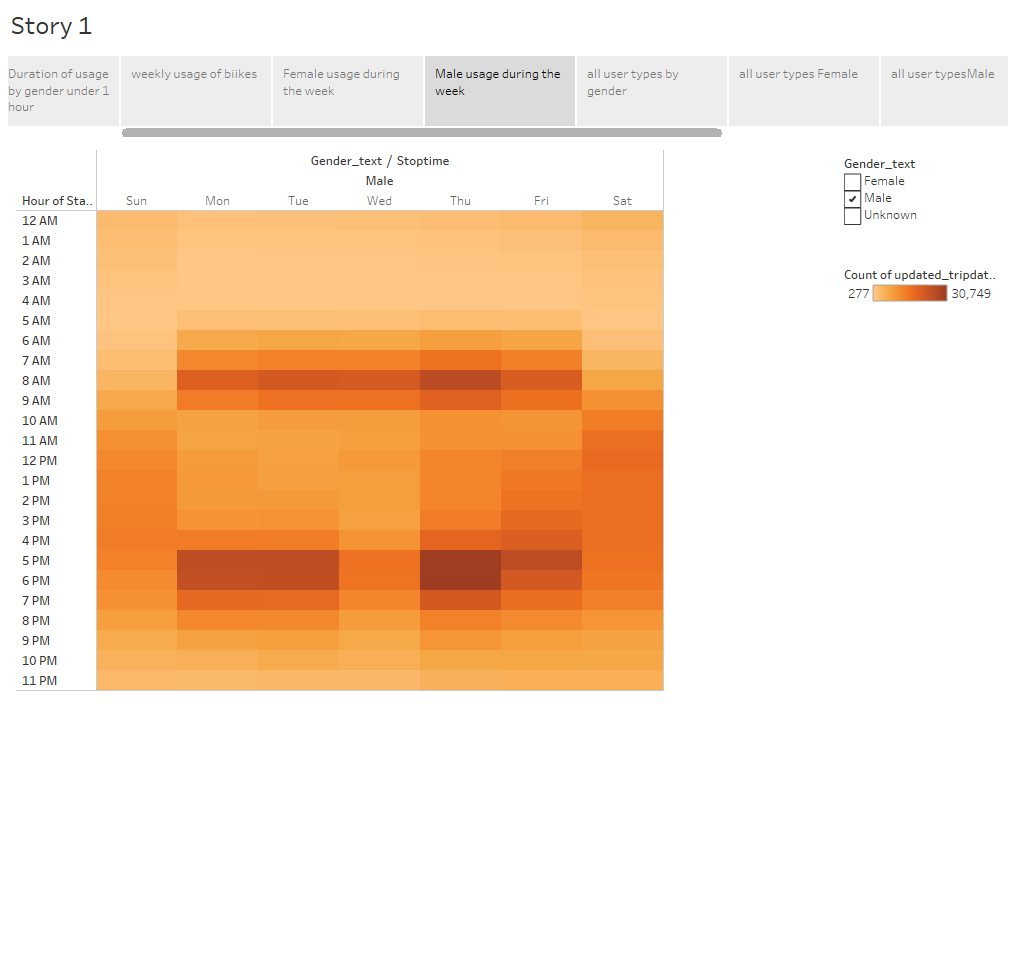 Story 1
Duration of usage
by gender under 1
hour
weekly usage of biikes
Female usage during
the week
Male usage during the
week
all user types by
gender
all user types Female
all user typesMale
Gender_text / Stoptime
Male
Hour of Sta.. Sun Mon Tue Wed Thu Fri Sat
12 AM
1 AM
2 AM
3 AM
4 AM
5 AM
6 AM
7 AM
8 AM
9 AM
10 AM
11 AM
12 PM
1 PM
2 PM
3 PM
4 PM
5 PM
6 PM
7 PM
8 PM
9 PM
10 PM
11 PM
Gender_text
Female
Male
Unknown
Count of updated_tripdat..
277 30,749